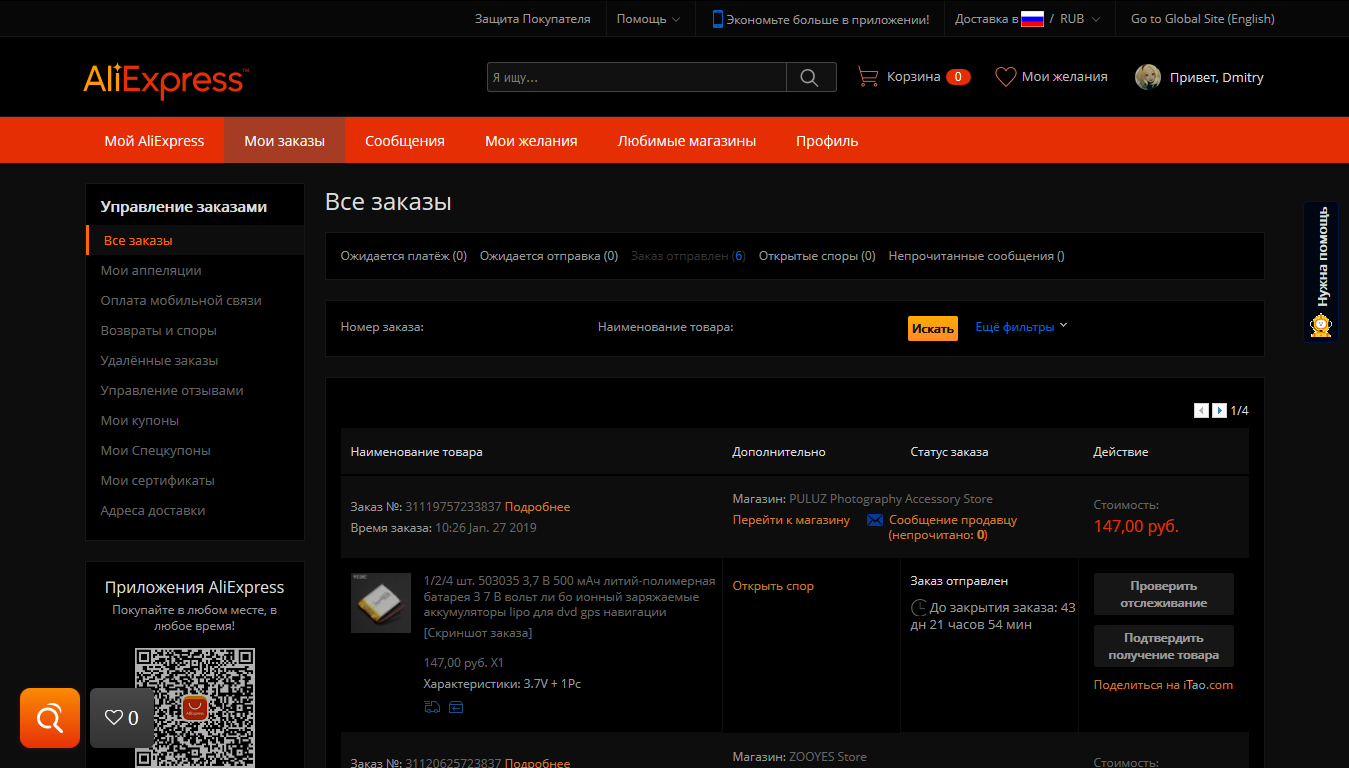 Защита Покупателя
Помощь
Экономьте больше в приложении!
Доставка в / RUB
Go to Global Site (English)
AliExpress™
Я ищу...
Корзина 0
Мои желания
Привет, Dmitry
Мой AliExpress
Мои заказы
Сообщения
Мои желания
Любимые магазины
Профиль
Управление заказами
Все заказы
Мои аппеляции
Оплата мобильной связи
Возвраты и споры
Удалённые заказы
Управление отзывами
Мои купоны
Мои Спецкупоны
Мои сертификаты
Адреса доставки
Приложения AliExpress
Покупайте в любом месте, в
любое время!
AliExpress
0
Все заказы
Ожидается платёж (0)
Ожидается отправка (0)
Заказ отправлен (6)
Открытые споры (0)
Непрочитанные сообщения ()
Номер заказа:
Наименование товара:
Искать
Ещё фильтры
1/4
Наименование товара
Дополнительно
Статус заказа
Действие
Заказ №: 31119757233837 Подробнее
Время заказа: 10:26 Jan. 27 2019
Магазин: PULUZ Photography Accessory Store
Перейти к магазину
Сообщение продавцу
(непрочитано: 0)
Стоимость:
147,00 руб.
1/2/4 шт. 503035 3,7 В 500 мАч литий-полимерная
батарея 3 7 В вольт ли бо ионный заряжаемые
аккумуляторы lipo для dvd gps навигации
[Скриншот заказа]
147,00 руб. X1
Характеристики: 3.7V + 1Pc
Открыть спор
Заказ отправлен
До закрытия заказа: 43
дн 21 часов 54 мин
Проверить
отслеживание
Подтвердить
получение товара
Поделиться на iTao.com
Заказ №: 31120625723837 Подробнее
Магазин: ZOOYES Store
Стоимость:
Нужна помощь